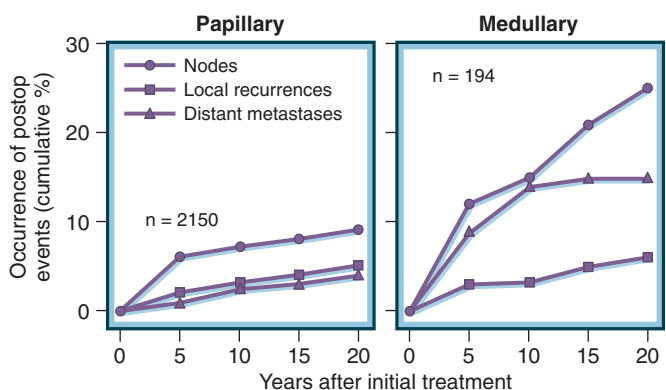 Papillary
Medullary
Occurrence of postop
events (cumulative %)
30
20
10
0
Nodes
Local recurrences
Distant metastases
n = 2150
n = 194
0 5 10 15 20
0 5 10 15 20
Years after initial treatment